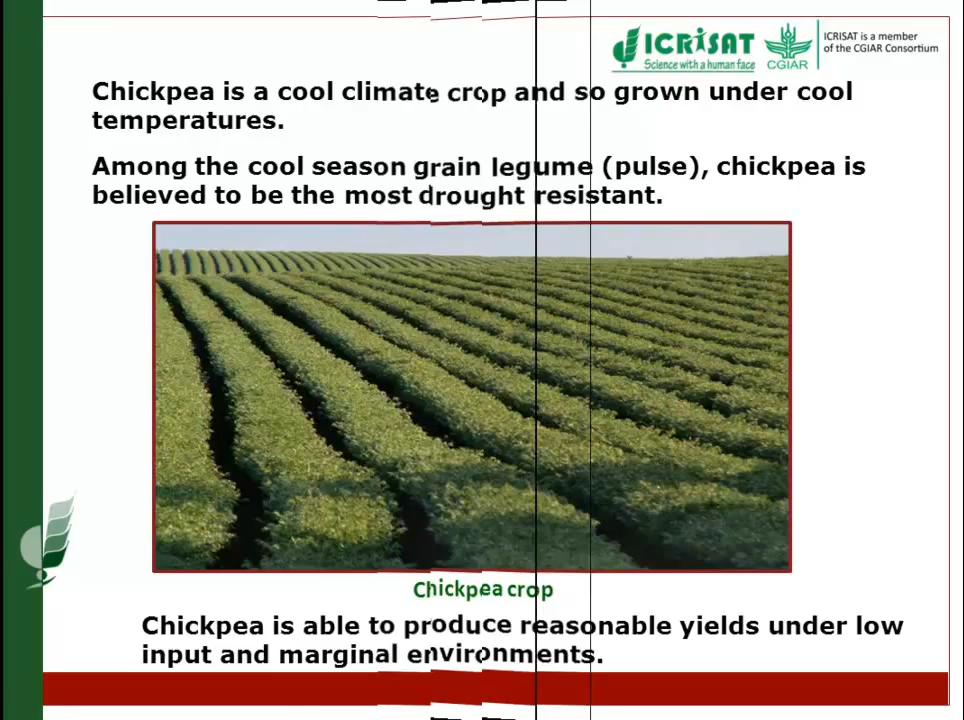 ICRISAT
Science with a human face
CGIAR
ICRISAT is a member
of the CGIAR Consortium
Chickpea is a cool climate crop and so grown under cool
temperatures.
Among the cool season grain legume (pulse), chickpea is
believed to be the most drought resistant.
Chickpea crop
Chickpea is able to produce reasonable yields under low
input and marginal environments.